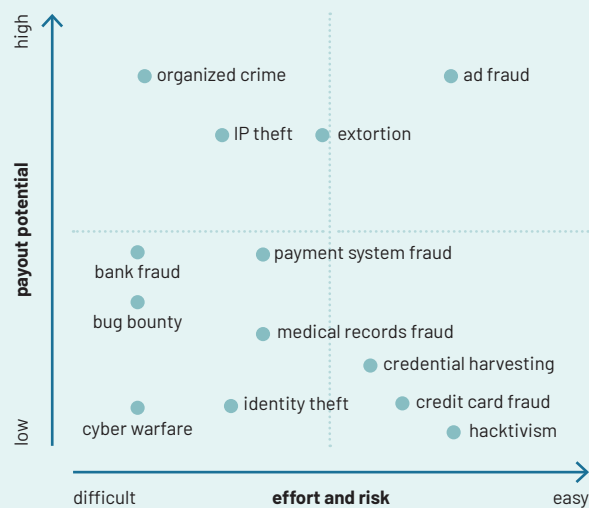 high
organized crime
ad fraud
IP theft
extortion
payout potential
payment system fraud
bank fraud
bug bounty
medical records fraud
credential harvesting
identity theft
credit card fraud
low
cyber warfare
hacktivism
difficult
effort and risk
easy